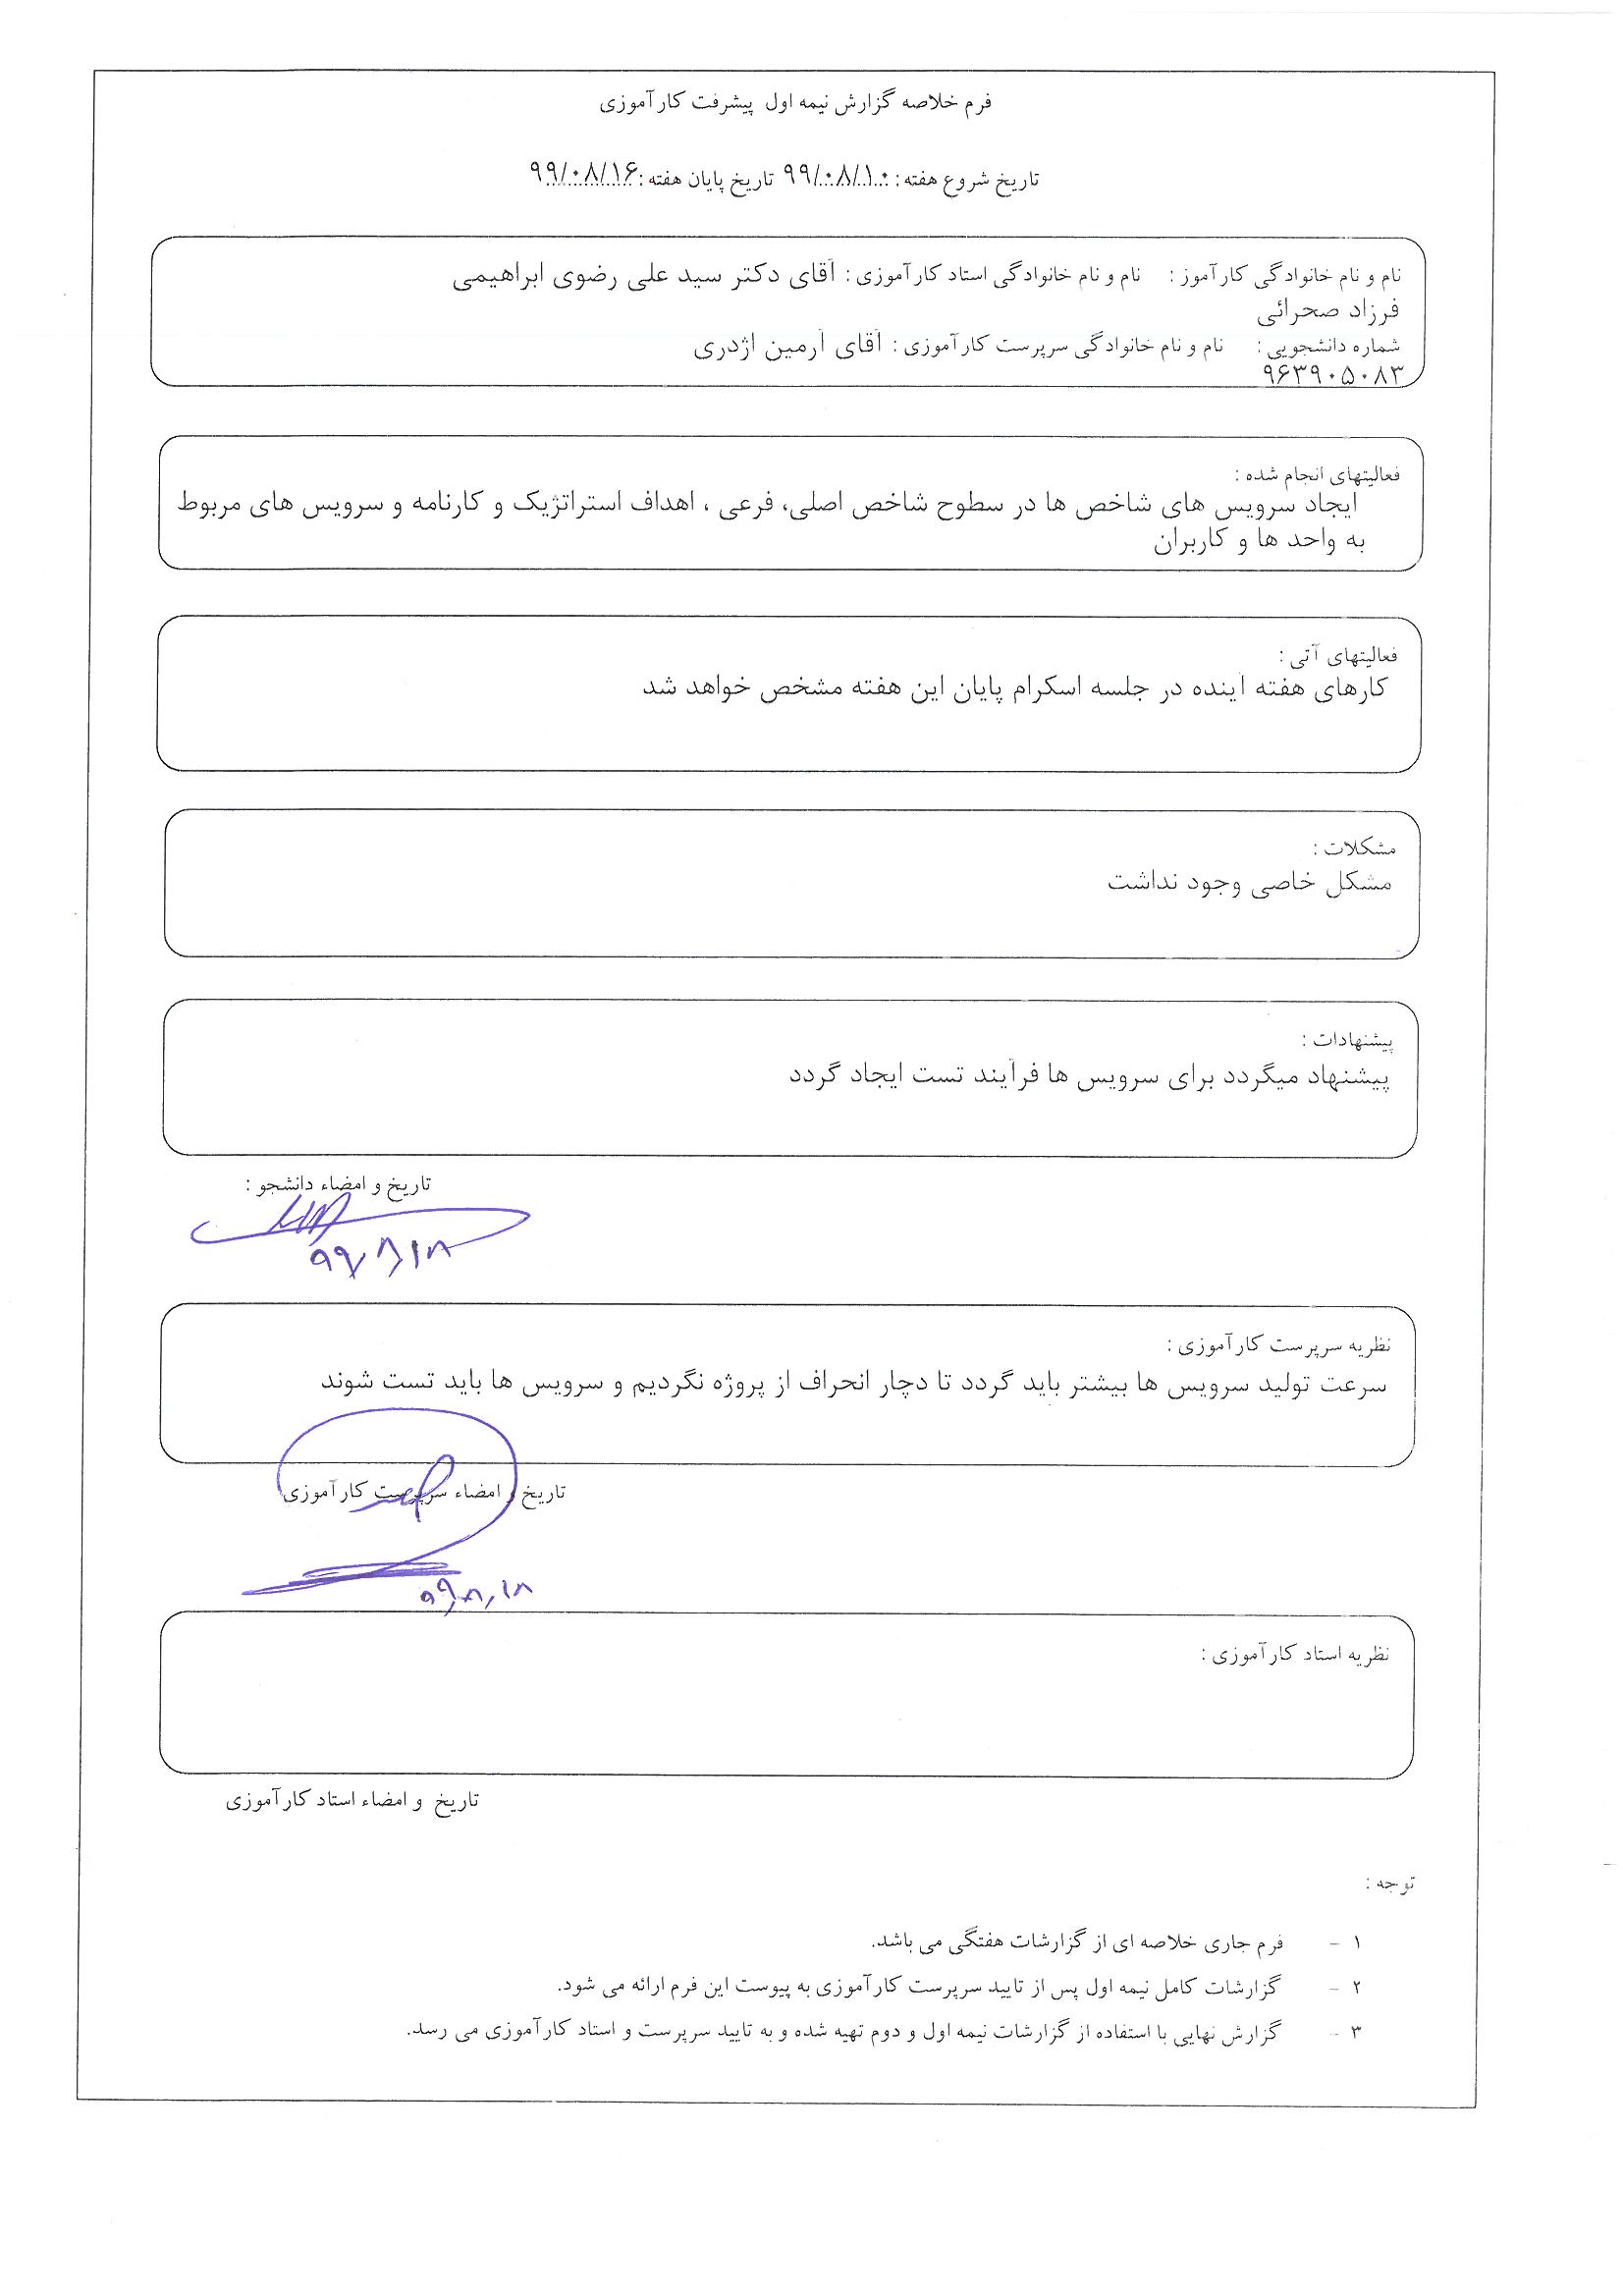 فرم خلاصه گزارش نیمه اول پیشرفت کارآموزی
تاریخ شروع هفته : ۹۹/۰۸/۱۰ تاریخ پایان هفته : ۹۹/۰۸/۱۶
نام و نام خانوادگی کارآموز : نام و نام خانوادگی استاد کارآموزی : آقای دکتر سید علی رضوی ابراهیمی
فرزاد صحرائی
شماره دانشجویی : نام و نام خانوادگی سرپرست کارآموزی : آقای آرمین اژدری
۹۶۳۹۰۵۰۸۳
فعالیتهای انجام شده :
ایجاد سرویس های شاخص ها در سطوح شاخص اصلی، فرعی ، اهداف استراتژیک و کارنامه و سرویس های مربوط
به واحد ها و کاربران
فعالیتهای آتی :
کارهای هفته اینده در جلسه اسکرام پایان این هفته مشخص خواهد شد
مشکلات :
مشکل خاصی وجود نداشت
پیشنهادات :
پیشنهاد میگردد برای سرویس ها فرآیند تست ایجاد گردد
تاریخ و امضاء دانشجو :
۹۹/۸/۱۸
نظریه سرپرست کارآموزی :
سرعت تولید سرویس ها بیشتر باید گردد تا دچار انحراف از پروژه نگردیم و سرویس ها باید تست شوند
تاریخ و امضاء سرپرست کارآموزی
۹۹/۸/۱۸
نظریه استاد کارآموزی :
تاریخ و امضاء استاد کارآموزی
توجه :
۱ - فرم جاری خلاصه ای از گزارشات هفتگی می باشد.
۲ - گزارشات کامل نیمه اول پس از تایید سرپرست کارآموزی به پیوست این فرم ارائه می شود.
۳ - گزارش نهایی با استفاده از گزارشات نیمه اول و دوم تهیه شده و به تایید سرپرست و استاد کارآموزی می رسد.